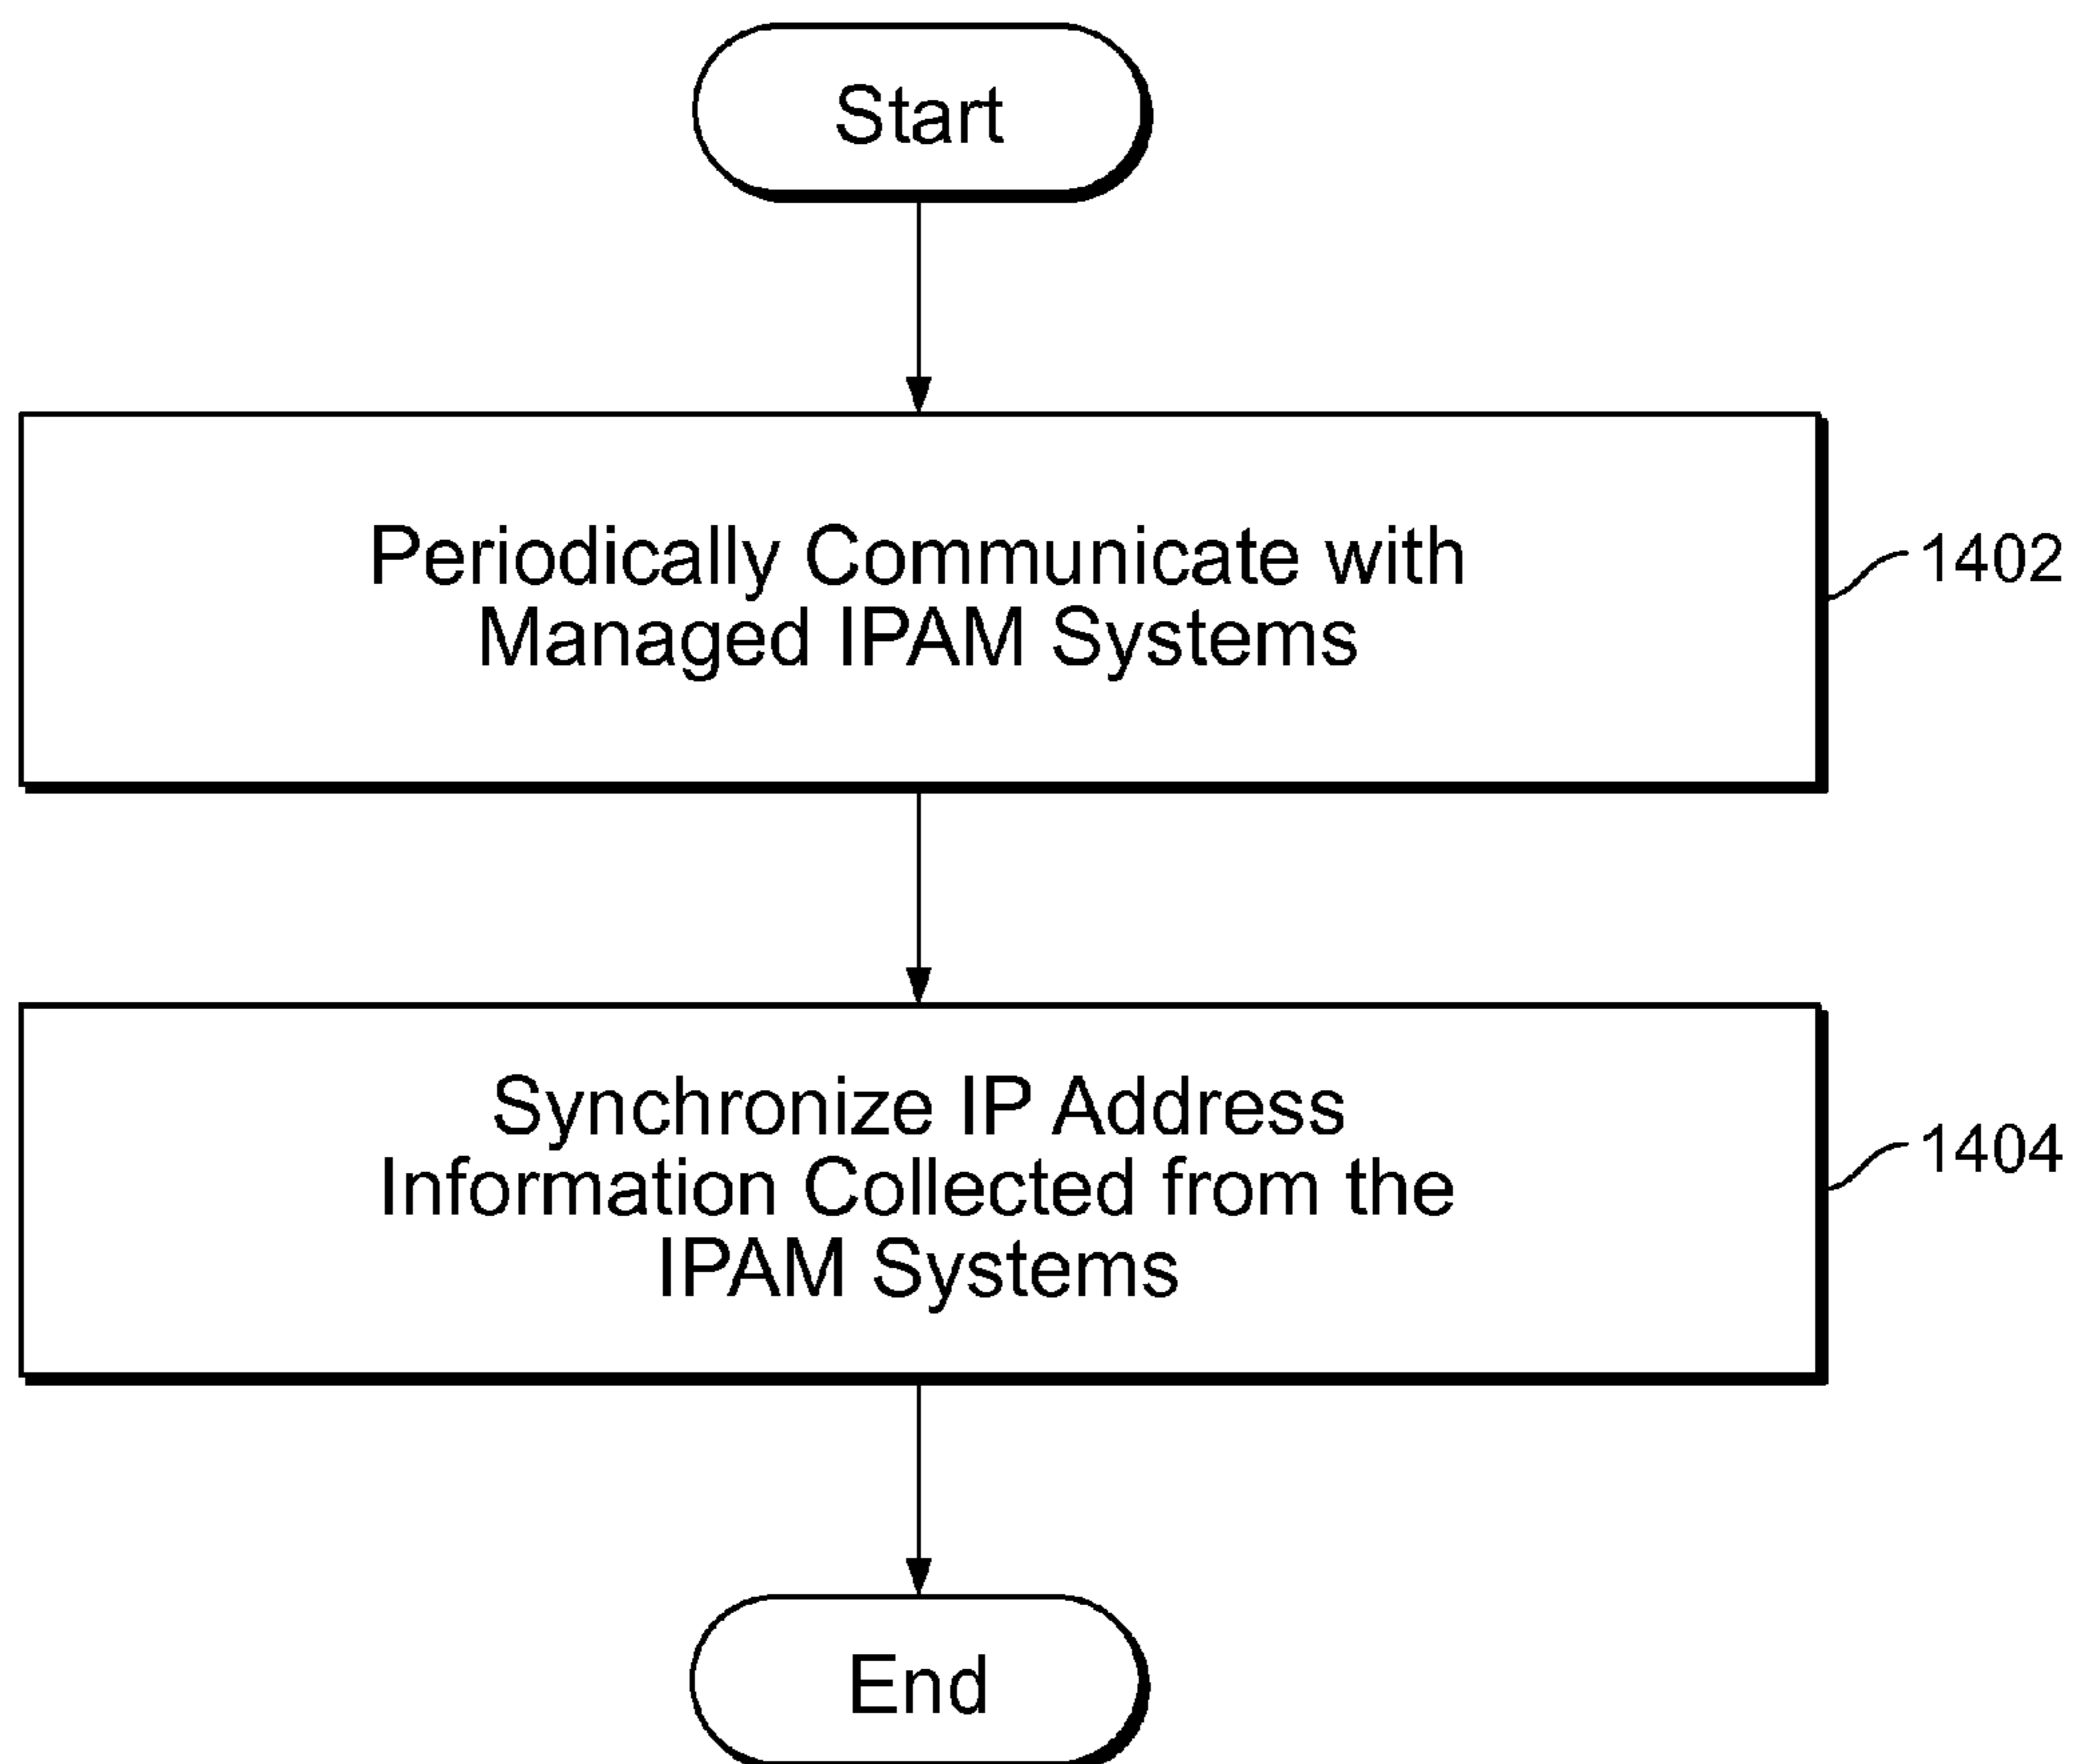 Start
Periodically Communicate with
Managed IPAM Systems
1402
Synchronize IP Address
Information Collected from the
IPAM Systems
1404
End